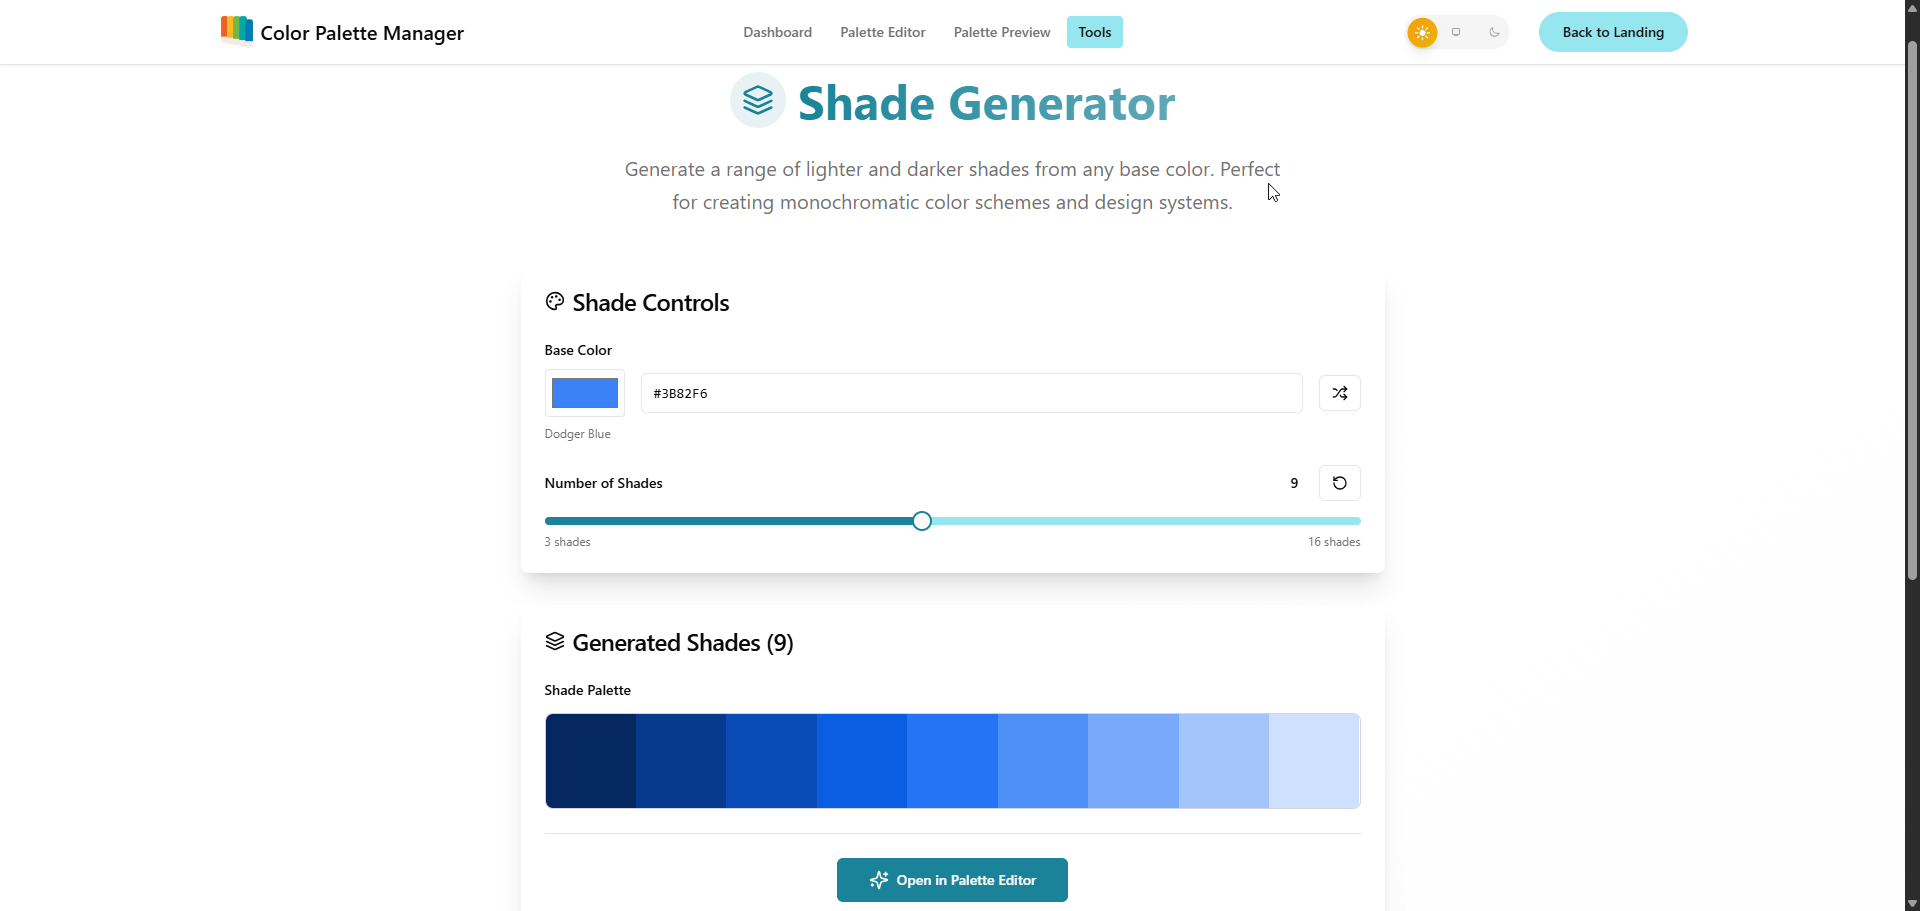 Color Palette Manager
Dashboard
Palette Editor
Palette Preview
Tools
Back to Landing
Shade Generator
Generate a range of lighter and darker shades from any base color. Perfect
for creating monochromatic color schemes and design systems.
Shade Controls
Base Color
#3B82F6
Dodger Blue
Number of Shades
9
3 shades
16 shades
Generated Shades (9)
Shade Palette
Open in Palette Editor